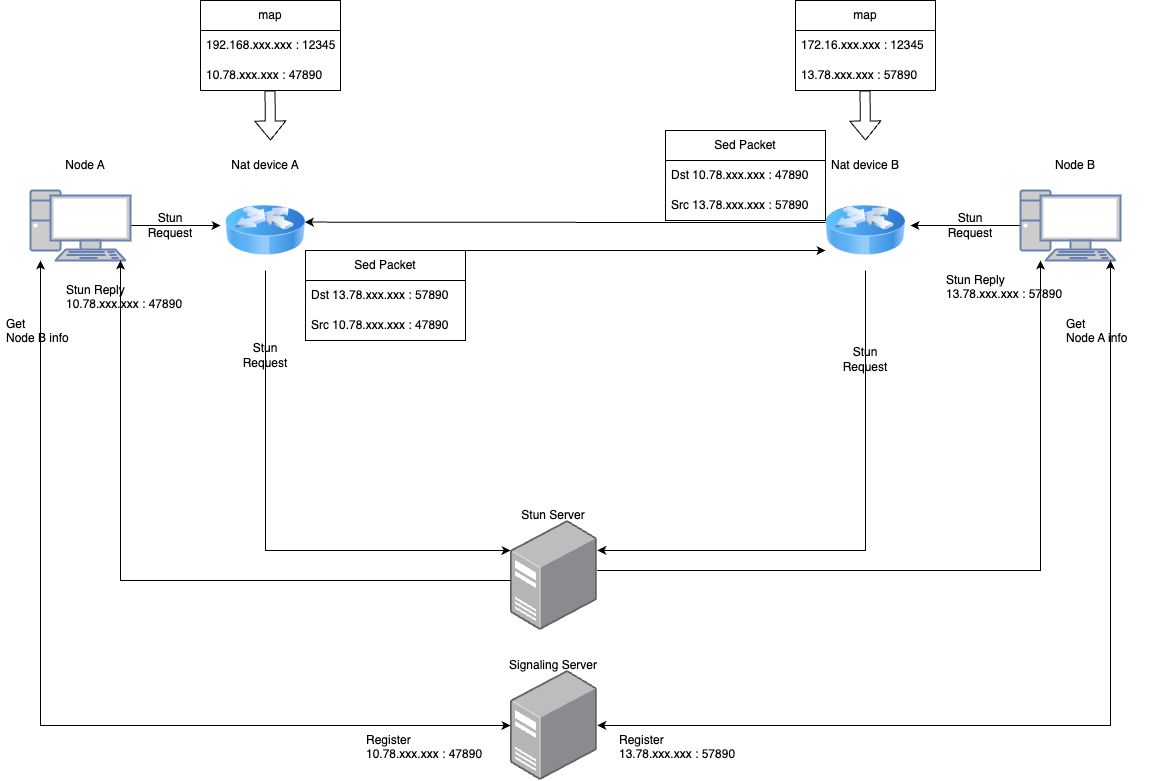 map
192.168.xxx.xxx : 12345
10.78.xxx.xxx : 47890
map
172.16.xxx.xxx : 12345
13.78.xxx.xxx : 57890
Node A
Nat device A
Sed Packet
Dst 10.78.xxx.xxx : 47890
Src 13.78.xxx.xxx : 57890
Nat device B
Node B
Stun
Request
Stun
Request
Sed Packet
Dst 13.78.xxx.xxx : 57890
Src 10.78.xxx.xxx : 47890
Stun Reply
10.78.xxx.xxx : 47890
Stun Reply
13.78.xxx.xxx : 57890
Get
Node B info
Get
Node A info
Stun
Request
Stun
Request
Stun Server
Signaling Server
Register
10.78.xxx.xxx : 47890
Register
13.78.xxx.xxx : 57890